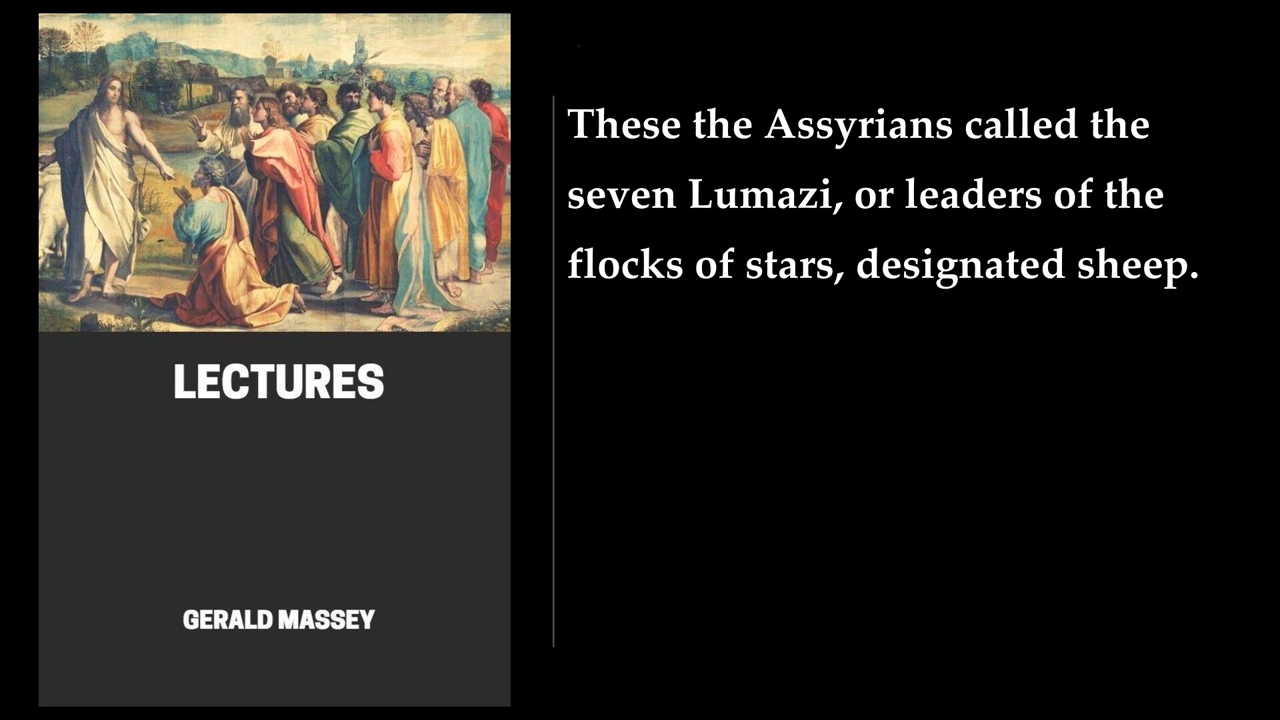 LECTURES
GERALD MASSEY
These the Assyrians called the
seven Lumazi, or leaders of the
flocks of stars, designated sheep.